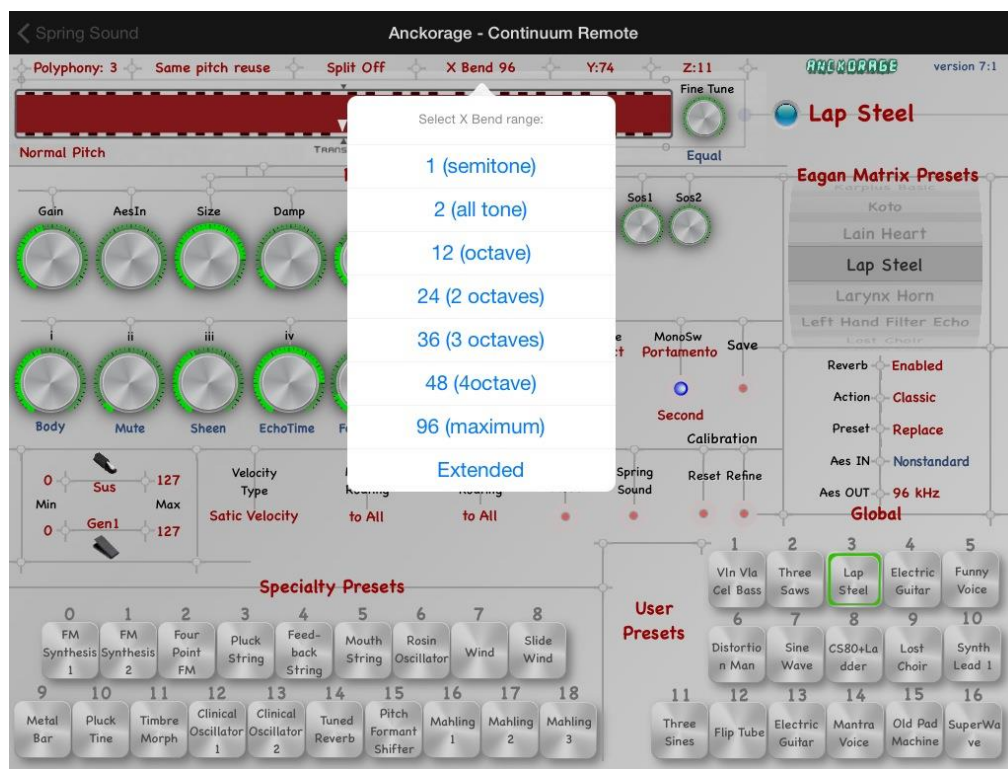 Spring Sound
Anckorage - Continuum Remote
Polyphony: 3 Same pitch reuse Split Off X Bend 96 Y:74 Z:11 ANCKORAGE version 7:1
Fine Tune
Lap Steel
Normal Pitch
TRANS
Equal
Select X Bend range:
1 (semitone)
2 (all tone)
12 (octave)
24 (2 octaves)
36 (3 octaves)
48 (4octave)
96 (maximum)
Extended
Gain AesIn Size Damp
Sos1 Sos2
Eagan Matrix Presets
Karplus Basic
Koto
Lain Heart
Lap Steel
Larynx Horn
Left Hand Filter Echo
Lost Choir
i ii iii iv
Body Mute Sheen EchoTime
MonoSw Save
Portamento
Second
Reverb Enabled
Action Classic
Preset Replace
Aes IN Nonstandard
Aes OUT 96 kHz
Global
Calibration
Reset Refine
0 Sus 127
Min Max
0 Gen1 127
Velocity
Type
Satic Velocity
Rouring
to All
Rouring
to All
Spring
Sound
Specialty Presets
0 1 2 3 4 5 6 7 8
FM
Synthesis
1
FM
Synthesis
2
Four
Point
FM
Pluck
String
Feed-
back
String
Mouth
String
Rosin
Oscillator
Wind
Slide
Wind
9 10 11 12 13 14 15 16 17 18
Metal
Bar
Pluck
Tine
Timbre
Morph
Clinical
Oscillator
1
Clinical
Oscillator
2
Tuned
Reverb
Pitch
Formant
Shifter
Mahling
1
Mahling
2
Mahling
3
User
Presets
1 2 3 4 5
Vln Vla
Cel Bass
Three
Saws
Lap
Steel
Electric
Guitar
Funny
Voice
6 7 8 9 10
Distortio
n Man
Sine
Wave
CS80+La
dder
Lost
Choir
Synth
Lead 1
11 12 13 14 15 16
Three
Sines
Flip Tube
Electric
Guitar
Mantra
Voice
Old Pad
Machine
SuperWa
ve